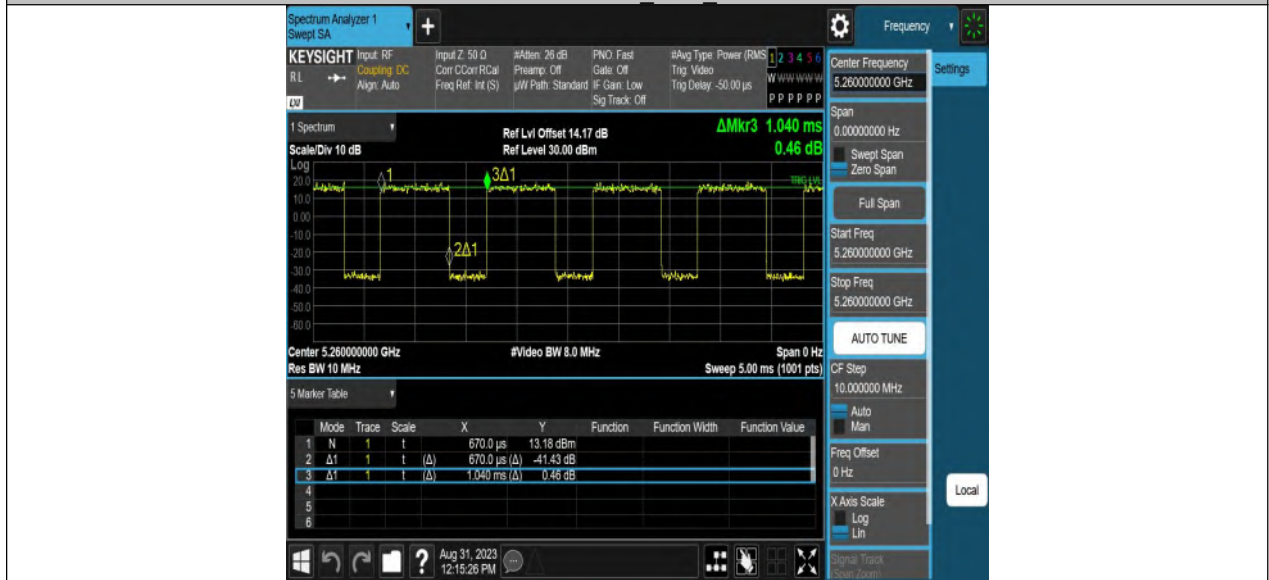 Spectrum Analyzer 1
Swept SA
+
Frequency
KEYSIGHT
RL
LXI
Input: RF
Coupling: DC
Align: Auto
Input Z: 50 Ω
Corr CCorr RCal
Freq Ref: Int (S)
#Atten: 26 dB
Preamp: Off
µW Path: Standard
PNO: Fast
Gate: Off
IF Gain: Low
Sig Track: Off
#Avg Type: Power (RMS
Trig: Video
Trig Delay: -50.00 µs
1 2 3 4 5 6
W W W W W W
P P P P P P
Center Frequency
5.260000000 GHz
Settings
1 Spectrum
Scale/Div 10 dB
Ref Lvl Offset 14.17 dB
Ref Level 30.00 dBm
ΔMkr3 1.040 ms
0.46 dB
Span
0.00000000 Hz
Swept Span
Zero Span
Log
20.0
10.0
0.00
-10.0
-20.0
-30.0
-40.0
-50.0
-60.0
1
3Δ1
2Δ1
TRIG LVL
Full Span
Start Freq
5.260000000 GHz
Stop Freq
5.260000000 GHz
AUTO TUNE
Center 5.260000000 GHz
#Video BW 8.0 MHz
Span 0 Hz
Res BW 10 MHz
Sweep 5.00 ms (1001 pts)
CF Step
10.000000 MHz
Auto
Man
5 Marker Table
Mode Trace Scale X Y Function Function Width Function Value
1 N 1 t 670.0 µs 13.18 dBm
2 Δ1 1 t (Δ) 670.0 µs (Δ) -41.43 dB
3 Δ1 1 t (Δ) 1.040 ms (Δ) 0.46 dB
4
5
6
Freq Offset
0 Hz
X Axis Scale
Log
Lin
Local
Signal Track
(Span Zoom)
?
Aug 31, 2023
12:15:26 PM